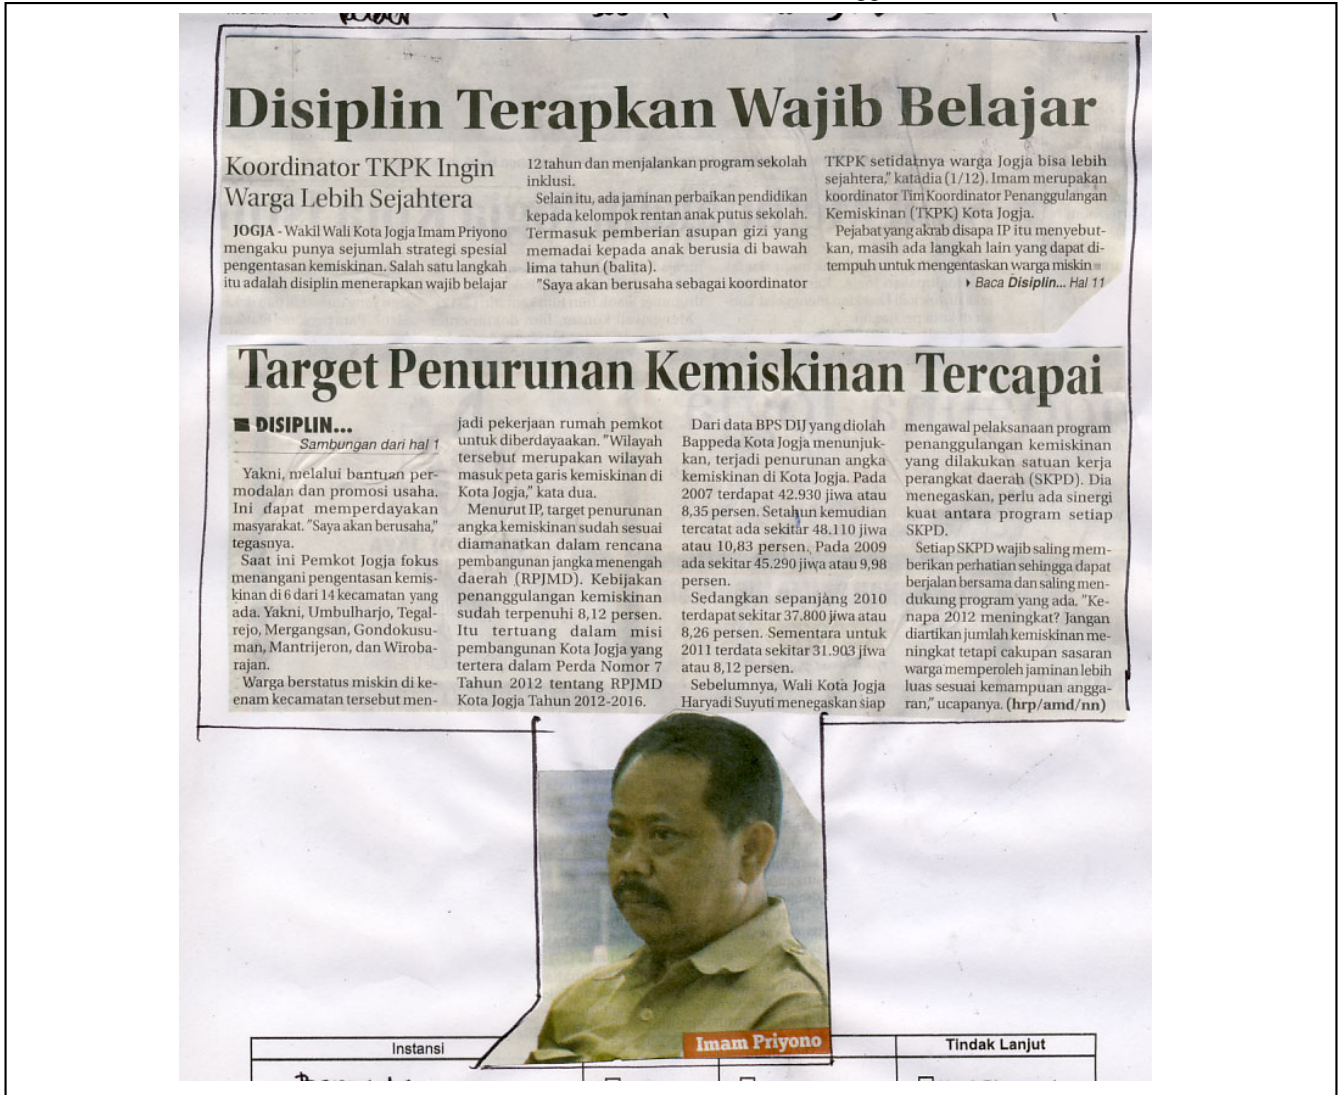 Disiplin Terapkan Wajib Belajar
Koordinator TKPK Ingin
Warga Lebih Sejahtera
JOGJA - Wakil Wali Kota Jogja Imam Priyono
mengaku punya sejumlah strategi spesial
pengentasan kemiskinan. Salah satu langkah
itu adalah disiplin menerapkan wajib belajar
12 tahun dan menjalankan program sekolah
inklusi.
Selain itu, ada jaminan perbaikan pendidikan
kepada kelompok rentan anak putus sekolah.
Termasuk pemberian asupan gizi yang
memadai kepada anak berusia di bawah
lima tahun (balita).
"Saya akan berusaha sebagai koordinator
TKPK setidaknya warga Jogja bisa lebih
sejahtera," katadia (1/12). Imam merupakan
koordinator Tim Koordinator Penanggulangan
Kemiskinan (TKPK) Kota Jogja.
Pejabat yang akrab disapa IP itu menyebut-
kan, masih ada langkah lain yang dapat di-
tempuh untuk mengentaskan warga miskin
Baca Disiplin... Hal 11
Target Penurunan Kemiskinan Tercapai
DISIPLIN...
Sambungan dari hal 1
Yakni, melalui bantuan per-
modalan dan promosi usaha.
Ini dapat memperdayakan
masyarakat. "Saya akan berusaha,"
tegasnya.
Saat ini Pemkot Jogja fokus
menangani pengentasan kemis-
kinan di 6 dari 14 kecamatan yang
ada. Yakni, Umbulharjo, Tegal-
rejo, Mergangsan, Gondokusu-
man, Mantrijeron, dan Wiroba-
rajan.
Warga berstatus miskin di ke-
enam kecamatan tersebut men-
jadi pekerjaan rumah pemkot
untuk diberdayaakan. "Wilayah
tersebut merupakan wilayah
masuk peta garis kemiskinan di
Kota Jogja," kata dua.
Menurut IP, target penurunan
angka kemiskinan sudah sesuai
diamanatkan dalam rencana
pembangunan jangka menengah
daerah (RPJMD). Kebijakan
penanggulangan kemiskinan
sudah terpenuhi 8,12 persen.
Itu tertuang dalam misi
pembangunan Kota Jogja yang
tertera dalam Perda Nomor 7
Tahun 2012 tentang RPJMD
Kota Jogja Tahun 2012-2016.
Dari data BPS DIJ yang diolah
Bappeda Kota Jogja menunjuk-
kan, terjadi penurunan angka
kemiskinan di Kota Jogja. Pada
2007 terdapat 42.930 jiwa atau
8,35 persen. Setahun kemudian
tercatat ada sekitar 48.110 jiwa
atau 10,83 persen. Pada 2009
ada sekitar 45.290 jiwa atau 9,98
persen.
Sedangkan sepanjang 2010
terdapat sekitar 37.800 jiwa atau
8,26 persen. Sementara untuk
2011 terdata sekitar 31.903 jiwa
atau 8,12 persen.
Sebelumnya, Wali Kota Jogja
Haryadi Suyuti menegaskan siap
mengawal pelaksanaan program
penanggulangan kemiskinan
yang dilakukan satuan kerja
perangkat daerah (SKPD). Dia
menegaskan, perlu ada sinergi
kuat antara program setiap
SKPD.
Setiap SKPD wajib saling mem-
berikan perhatian sehingga dapat
berjalan bersama dan saling men-
dukung program yang ada. "Ke-
napa 2012 meningkat? Jangan
diartikan jumlah kemiskinan me-
ningkat tetapi cakupan sasaran
warga memperoleh jaminan lebih
luas sesuai kemampuan angga-
ran," ucapanya. (hrp/amd/nn)
Imam Priyono
Instansi
Tindak Lanjut